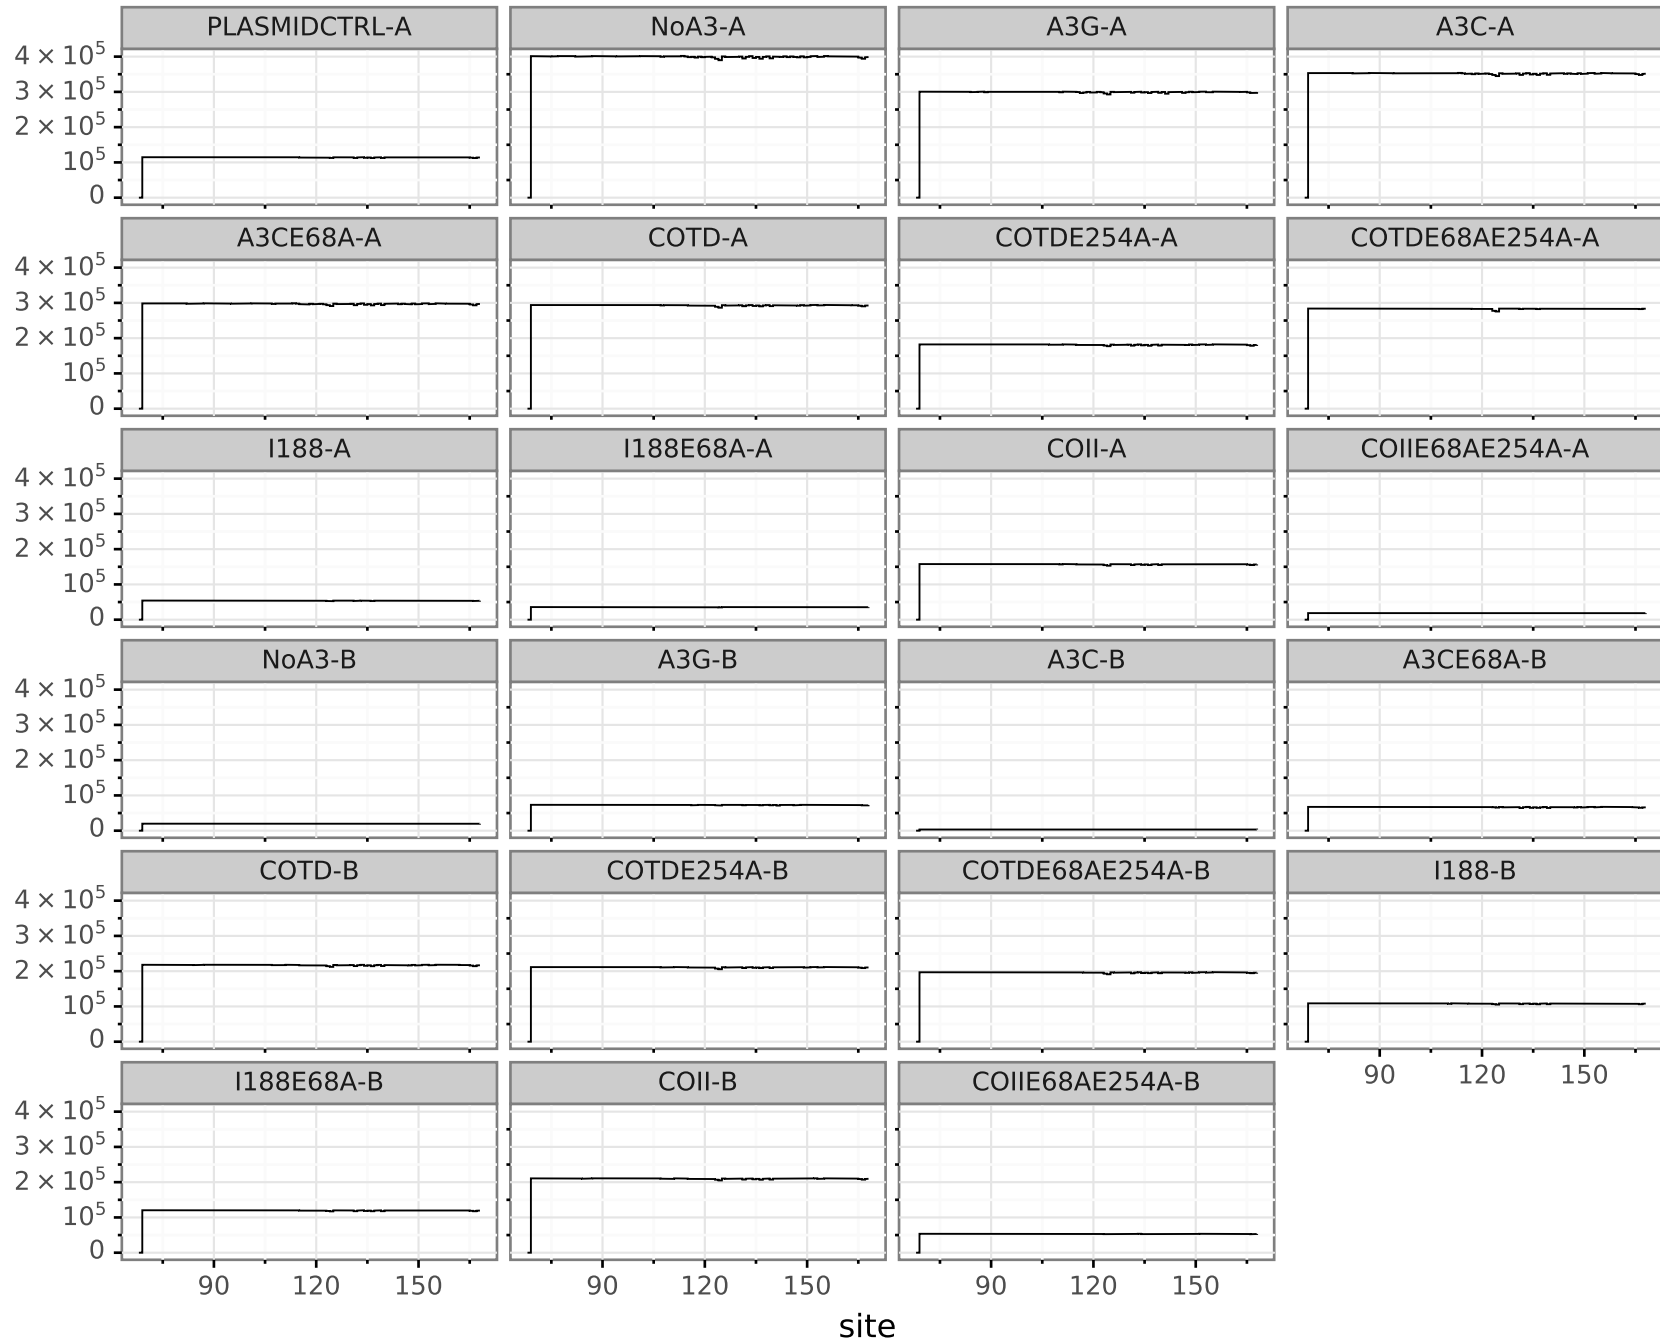 PLASMIDCTRL-A NoA3-A A3G-A A3C-A
4 × 10⁵
3 × 10⁵
2 × 10⁵
10⁵
0
A3CE68A-A COTD-A COTDE254A-A COTDE68AE254A-A
4 × 10⁵
3 × 10⁵
2 × 10⁵
10⁵
0
I188-A I188E68A-A COII-A COIIE68AE254A-A
4 × 10⁵
3 × 10⁵
2 × 10⁵
10⁵
0
NoA3-B A3G-B A3C-B A3CE68A-B
4 × 10⁵
3 × 10⁵
2 × 10⁵
10⁵
0
COTD-B COTDE254A-B COTDE68AE254A-B I188-B
4 × 10⁵
3 × 10⁵
2 × 10⁵
10⁵
0
90 120 150
I188E68A-B COII-B COIIE68AE254A-B
4 × 10⁵
3 × 10⁵
2 × 10⁵
10⁵
0
90 120 150 90 120 150 90 120 150
site